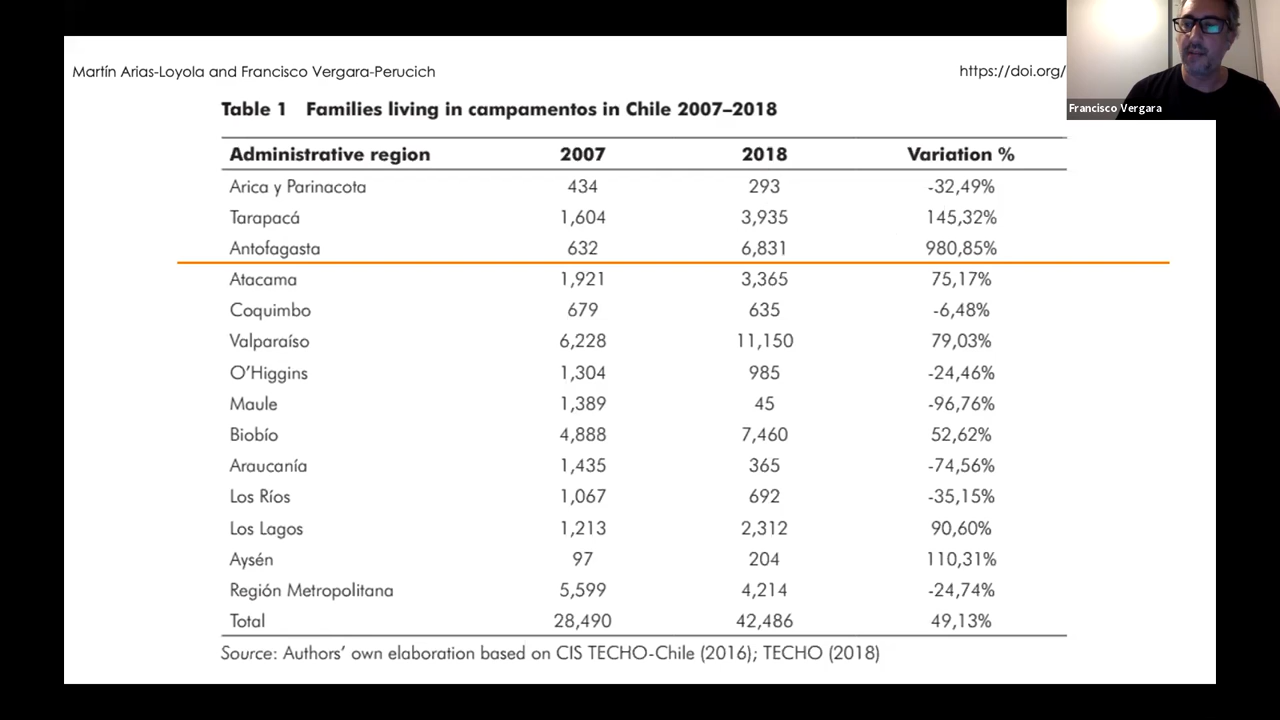 Martín Arias-Loyola and Francisco Vergara-Perucich https://doi.org/
Francisco Vergara
Table 1 Families living in campamentos in Chile 2007–2018
Administrative region 2007 2018 Variation %
Arica y Parinacota 434 293 -32,49%
Tarapacá 1,604 3,935 145,32%
Antofagasta 632 6,831 980,85%
Atacama 1,921 3,365 75,17%
Coquimbo 679 635 -6,48%
Valparaíso 6,228 11,150 79,03%
O’Higgins 1,304 985 -24,46%
Maule 1,389 45 -96,76%
Biobío 4,888 7,460 52,62%
Araucanía 1,435 365 -74,56%
Los Ríos 1,067 692 -35,15%
Los Lagos 1,213 2,312 90,60%
Aysén 97 204 110,31%
Región Metropolitana 5,599 4,214 -24,74%
Total 28,490 42,486 49,13%
Source: Authors’ own elaboration based on CIS TECHO-Chile (2016); TECHO (2018)